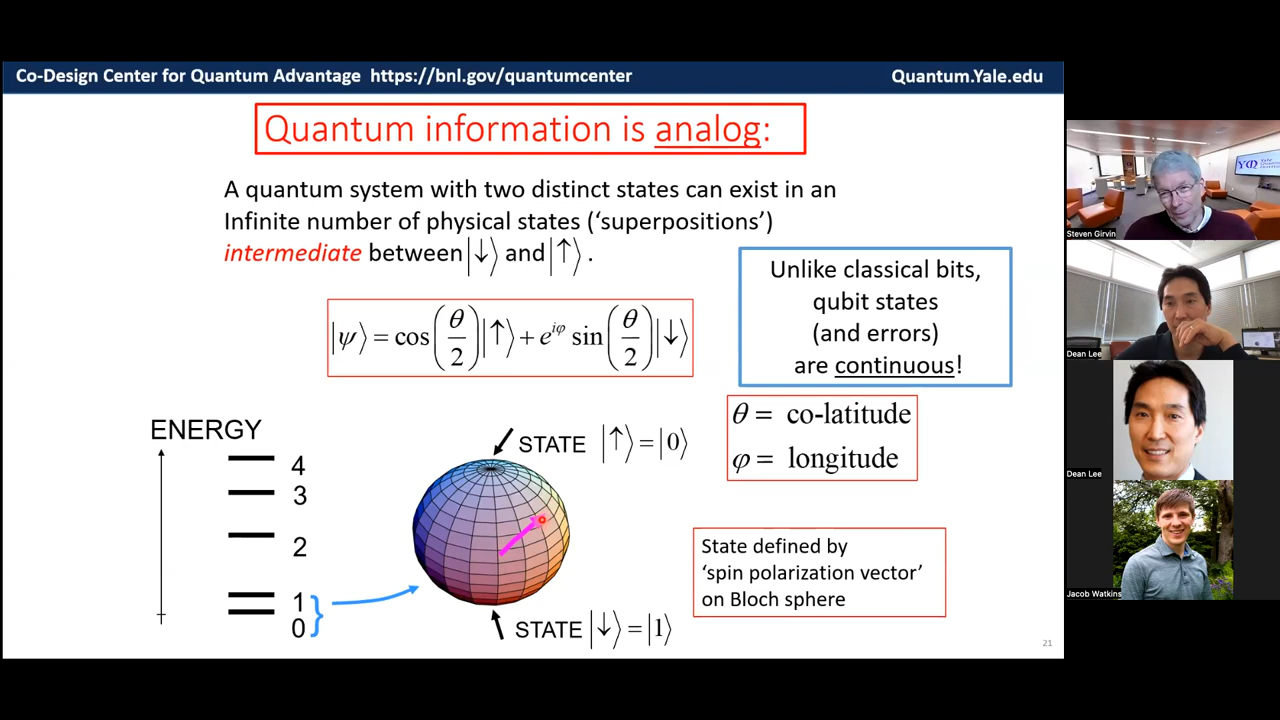 Co-Design Center for Quantum Advantage https://bnl.gov/quantumcenter
Quantum.Yale.edu
Quantum information is analog:
A quantum system with two distinct states can exist in an
Infinite number of physical states (‘superpositions’)
intermediate between |↓⟩ and |↑⟩ .
Unlike classical bits,
qubit states
(and errors)
are continuous!
|ψ⟩ = cos(θ/2)|↑⟩ + e^{iφ} sin(θ/2)|↓⟩
θ = co-latitude
φ = longitude
ENERGY
4
3
2
1
0
STATE |↑⟩ = |0⟩
STATE |↓⟩ = |1⟩
State defined by
‘spin polarization vector’
on Bloch sphere
21
Steven Girvin
Dean Lee
Dean Lee
Jacob Watkins